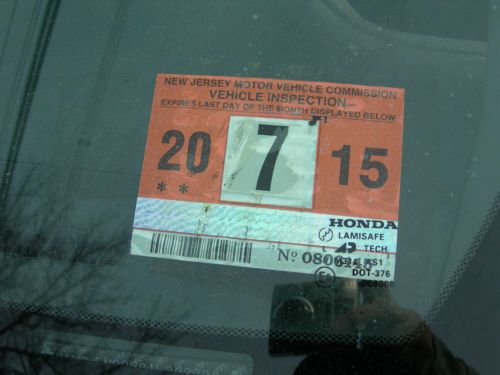 NEW JERSEY MOTOR VEHICLE COMMISSION
VEHICLE INSPECTION
EXPIRES LAST DAY OF THE MONTH DISPLAYED BELOW
20 7 15
**
HONDA
LAMISAFE
TECH
No
DOT-376